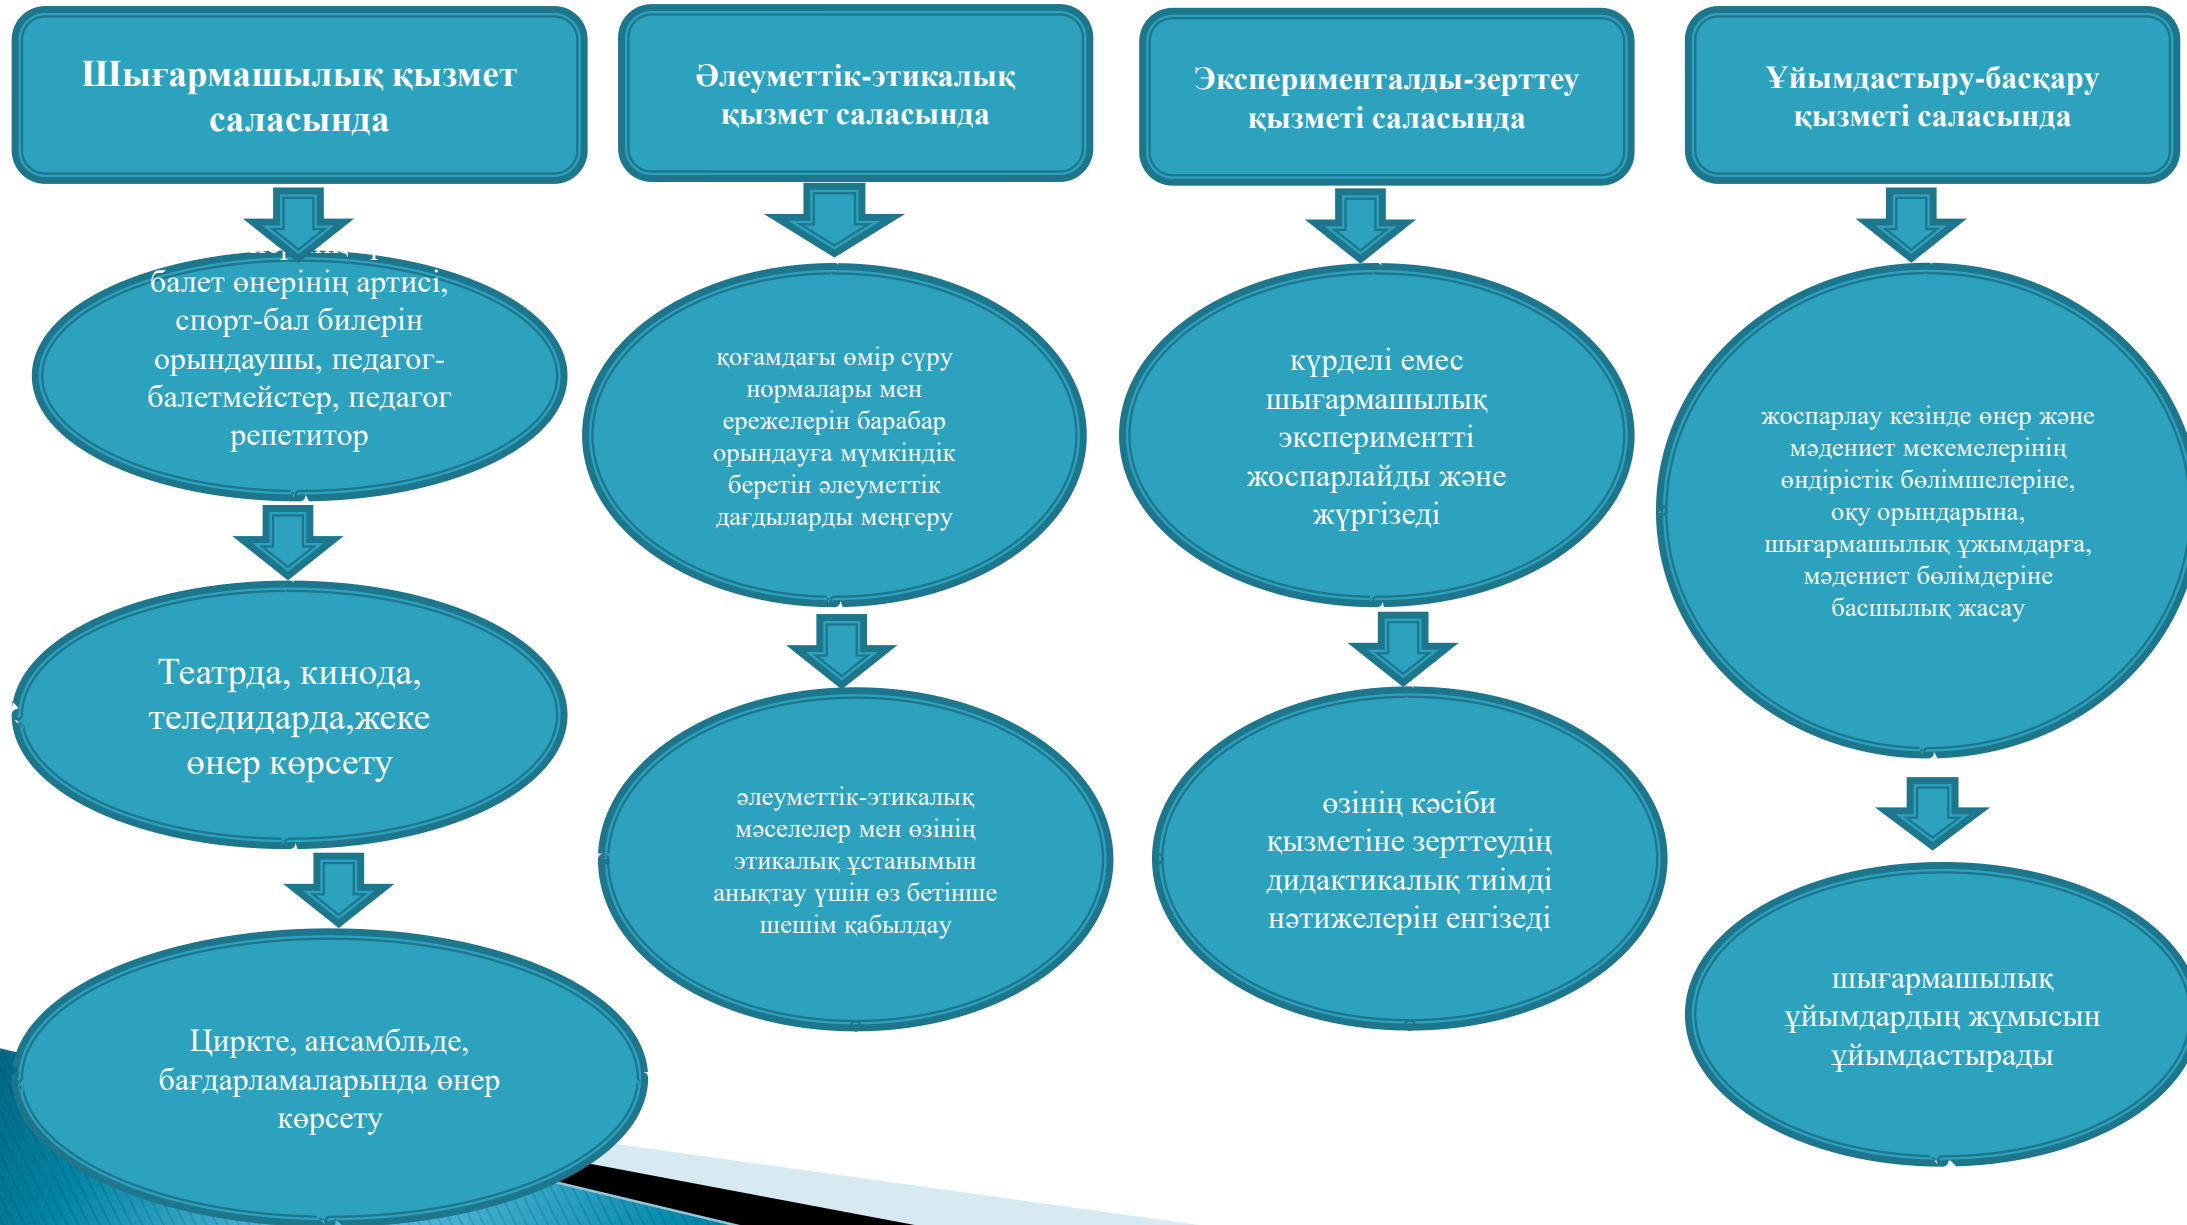 Шығармашылық қызмет
саласында
балет өнерінің артисі,
спорт-бал билерін
орындаушы, педагог-
балетмейстер, педагог
репетитор
Театрда, кинода,
теледидарда,жеке
өнер көрсету
Циркте, ансамбльде,
бағдарламаларында өнер
көрсету
Әлеуметтік-этикалық
қызмет саласында
қоғамдағы өмір сүру
нормалары мен
ережелерін барабар
орындауға мүмкіндік
беретін әлеуметтік
дағдыларды меңгеру
әлеуметтік-этикалық
мәселелер мен өзінің
этикалық ұстанымын
анықтау үшін өз бетінше
шешім қабылдау
Эксперименталды-зерттеу
қызметі саласында
күрделі емес
шығармашылық
экспериментті
жоспарлайды және
жүргізеді
өзінің кәсіби
қызметіне зерттеудің
дидактикалық тиімді
нәтижелерін енгізеді
Ұйымдастыру-басқару
қызметі саласында
жоспарлау кезінде өнер және
мәдениет мекемелерінің
өндірістік бөлімшелеріне,
оқу орындарына,
шығармашылық ұжымдарға,
мәдениет бөлімдеріне
басшылық жасау
шығармашылық
ұйымдардың жұмысын
ұйымдастырады